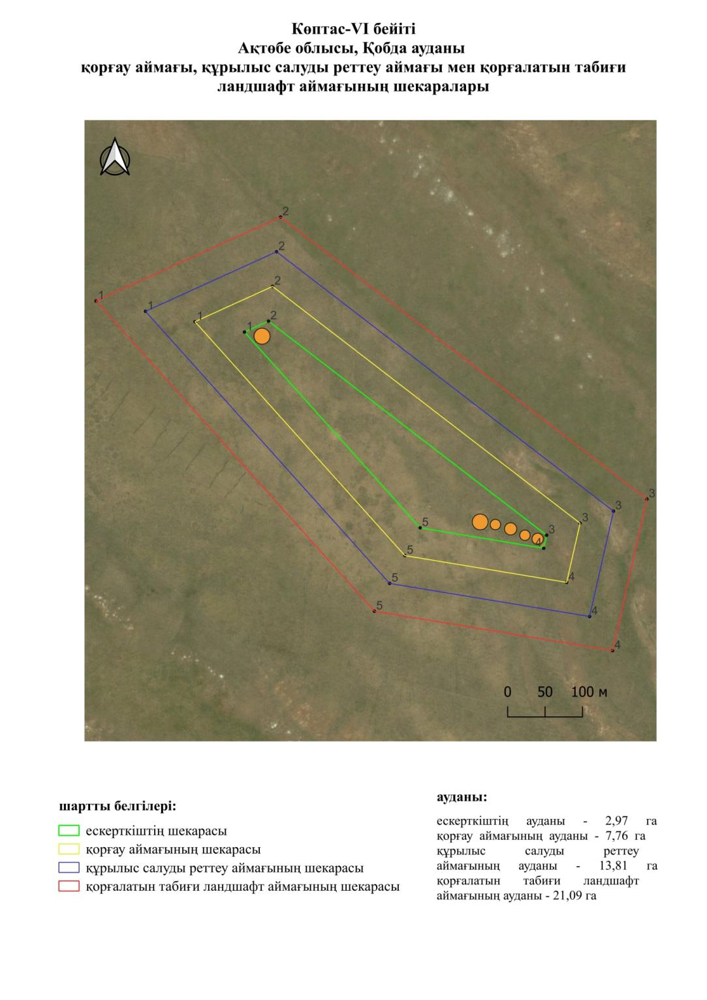 Көптас-VI бейіті
Ақтөбе облысы, Қобда ауданы
қорғау аймағы, құрылыс салуды реттеу аймағы мен қорғалатын табиғи
ландшафт аймағының шекаралары
2
2
1
2
1
1
2
1
3
3
3
5
3
4
5
4
5
4
5
4
0 50 100 м
шартты белгілері:
ескерткіштің шекарасы
қорғау аймағының шекарасы
құрылыс салуды реттеу аймағының шекарасы
қорғалатын табиғи ландшафт аймағының шекарасы
ауданы:
ескерткіштің ауданы - 2,97 га
қорғау аймағының ауданы - 7,76 га
құрылыс салуды реттеу
аймағының ауданы - 13,81 га
қорғалатын табиғи ландшафт
аймағының ауданы - 21,09 га